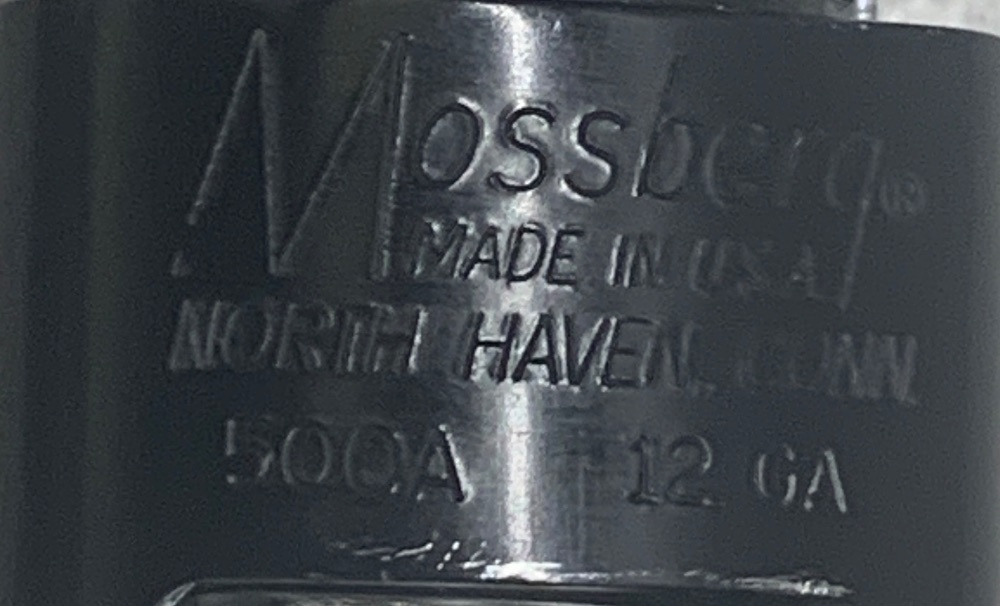 Mossberg®
MADE IN USA
NORTH HAVEN, CONN.
500A 12 GA